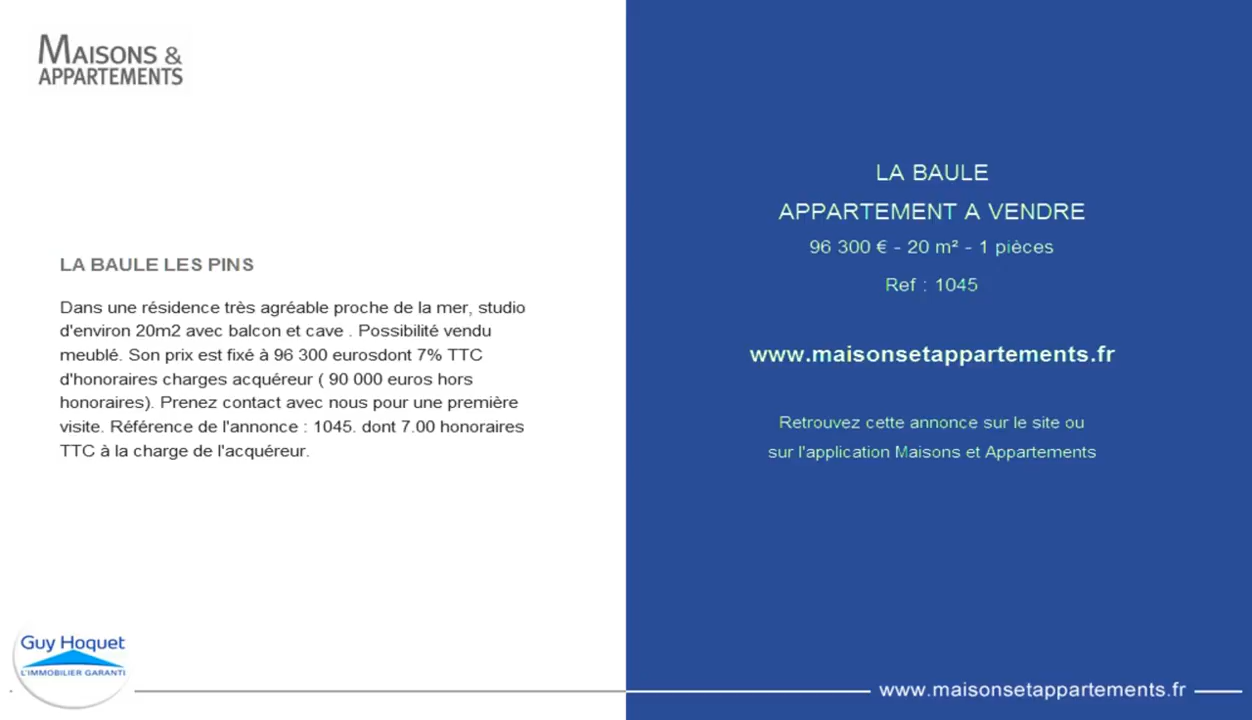 MAISONS &
APPARTEMENTS
LA BAULE LES PINS
Dans une résidence très agréable proche de la mer, studio
d'environ 20m2 avec balcon et cave . Possibilité vendu
meublé. Son prix est fixé à 96 300 eurosdont 7% TTC
d'honoraires charges acquéreur ( 90 000 euros hors
honoraires). Prenez contact avec nous pour une première
visite. Référence de l'annonce : 1045. dont 7.00 honoraires
TTC à la charge de l'acquéreur.
Guy Hoquet
L'IMMOBILIER GARANTI
LA BAULE
APPARTEMENT A VENDRE
96 300 € - 20 m² - 1 pièces
Ref : 1045
www.maisonsetappartements.fr
Retrouvez cette annonce sur le site ou
sur l'application Maisons et Appartements
www.maisonsetappartements.fr